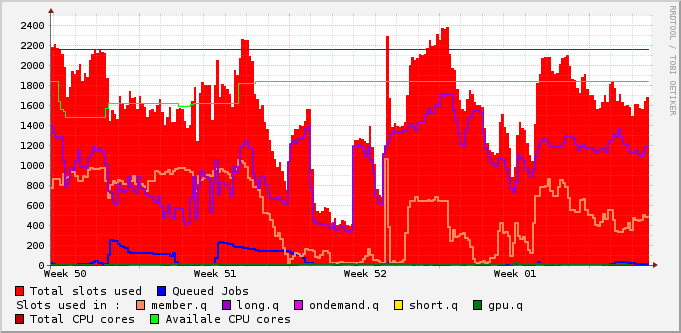 RRDTOOL / TOBI OETIKER
2400
2200
2000
1800
1600
1400
1200
1000
800
600
400
200
0
Week 50 Week 51 Week 52 Week 01
Total slots used Queued Jobs
Slots used in : member.q long.q ondemand.q short.q gpu.q
Total CPU cores Availale CPU cores